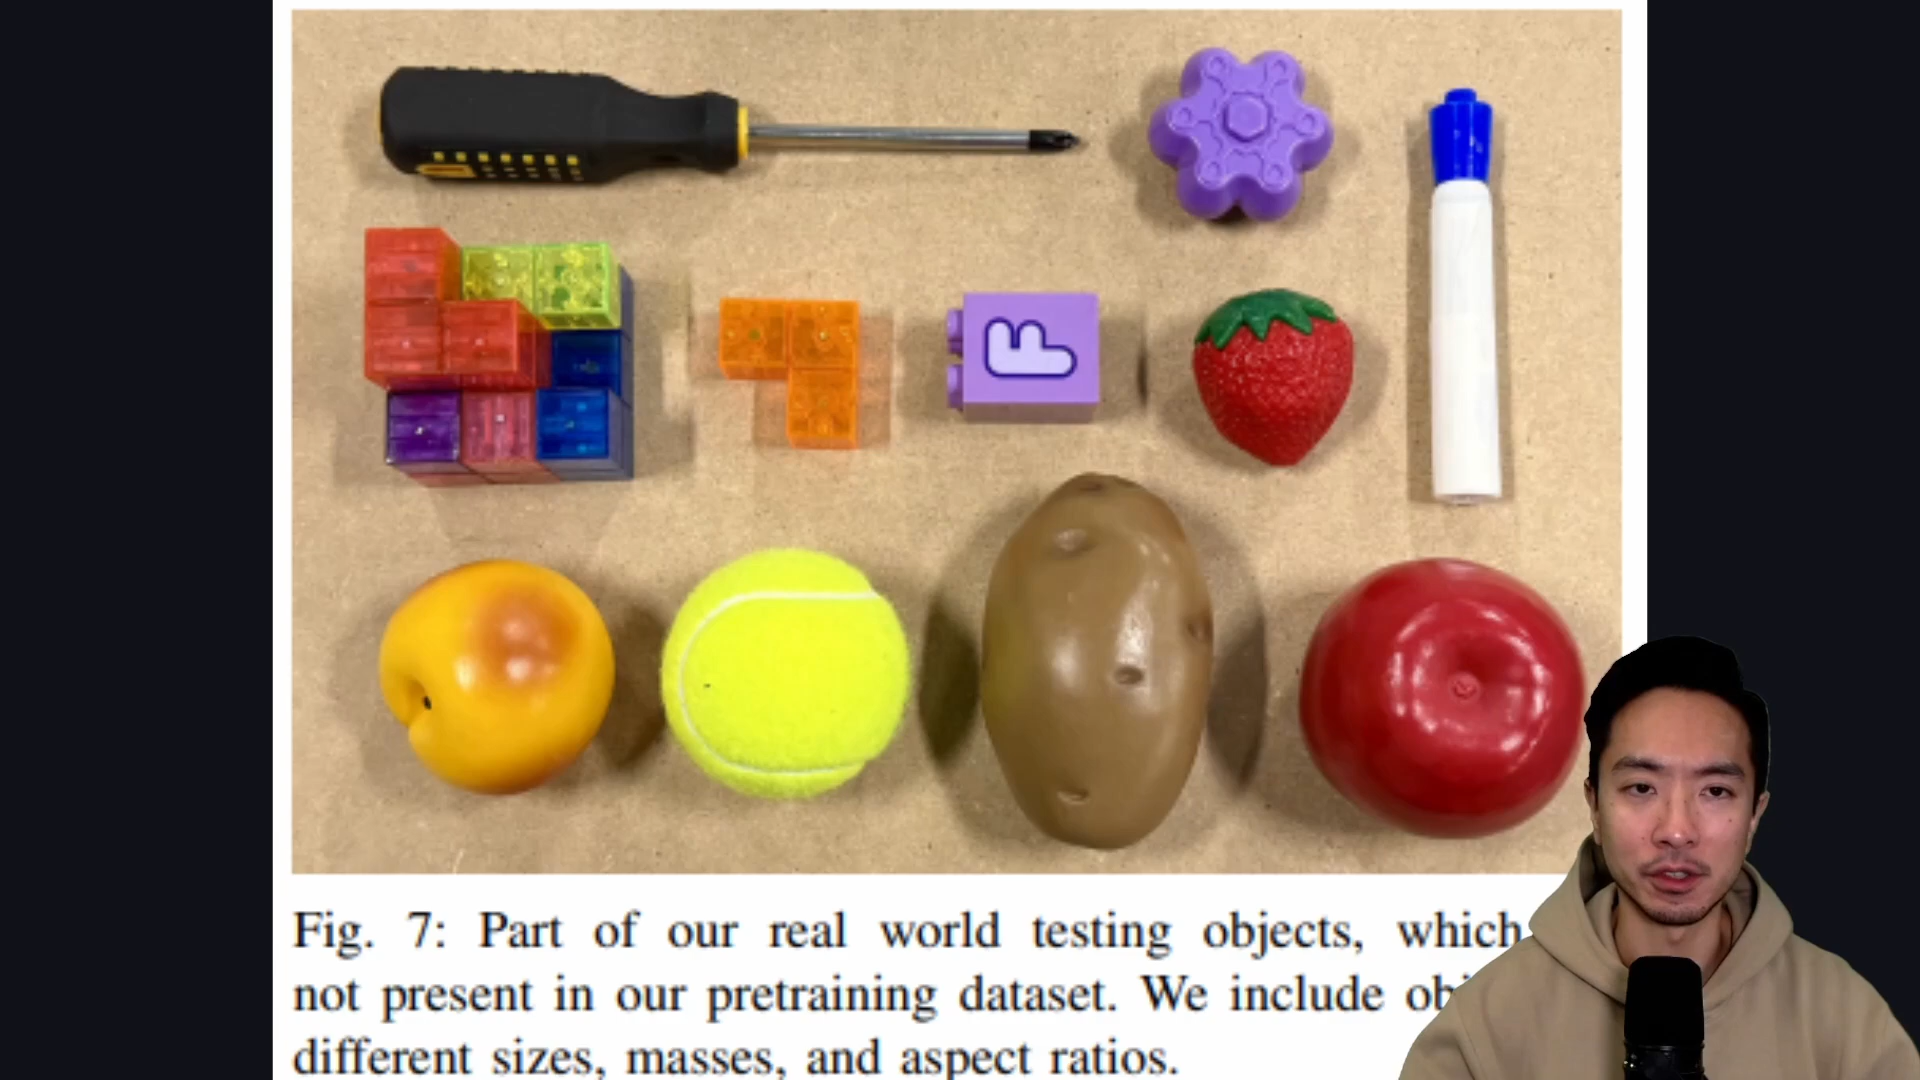 F
Fig. 7: Part of our real world testing objects, which
not present in our pretraining dataset. We include
different sizes, masses, and aspect ratios.